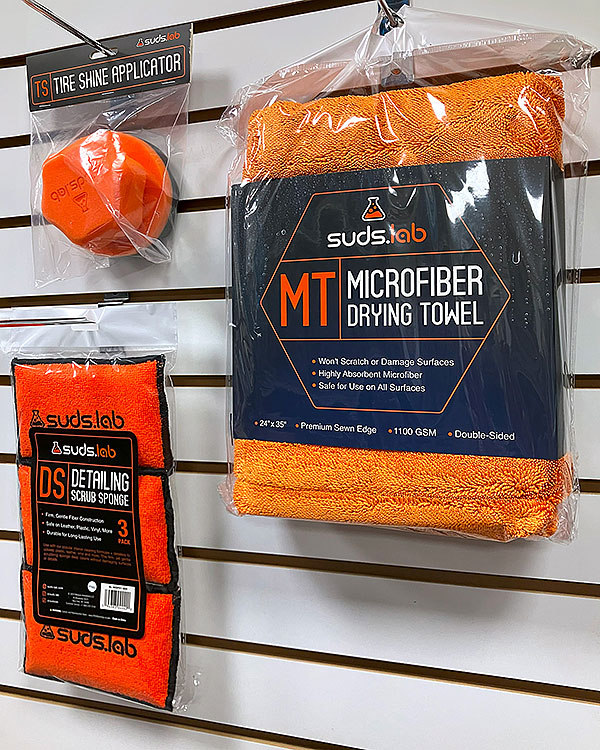 suds.lab
TS TIRE SHINE APPLICATOR
suds.lab
suds.lab
MT MICROFIBER
DRYING TOWEL
• Won't Scratch or Damage Surfaces
• Highly Absorbent Microfiber
• Safe for Use on All Surfaces
• 24"x 35" • Premium Sewn Edge • 1100 GSM • Double-Sided
suds.lab
suds.lab
DS DETAILING
SCRUB SPONGE
• Firm, Gentle Fiber Construction
• Safe on Leather, Plastic, Vinyl, More
• Durable for Long-Lasting Use
3
PACK
suds.lab